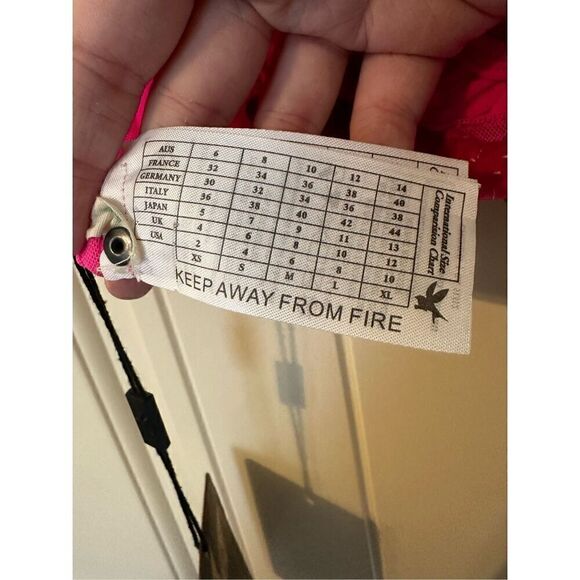 AUS 6 8 10 12 14
FRANCE 32 34 36 38 40
GERMANY 30 32 34 36 38
ITALY 36 38 40 42 44
JAPAN 5 7 9 11 13
UK 4 6 8 10 12
USA 2 4 6 8 10
XS S M L XL
International Size
Comparision Chart
KEEP AWAY FROM FIRE